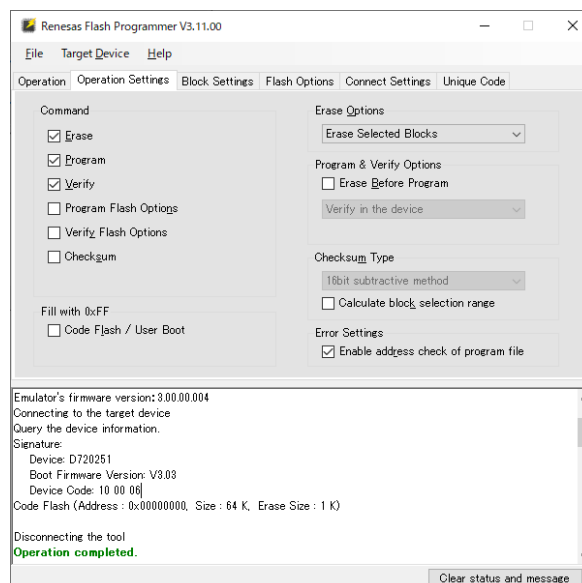 Renesas Flash Programmer V3.11.00
File Target Device Help
Operation Operation Settings Block Settings Flash Options Connect Settings Unique Code
Command
Erase
Program
Verify
Program Flash Options
Verify Flash Options
Checksum
Fill with 0xFF
Code Flash / User Boot
Erase Options
Erase Selected Blocks
Program & Verify Options
Erase Before Program
Verify in the device
Checksum Type
16bit subtractive method
Calculate block selection range
Error Settings
Enable address check of program file
Emulator's firmware version: 3.00.00.004
Connecting to the target device
Query the device information.
Signature:
Device: D720251
Boot Firmware Version: V3.03
Device Code: 10 00 06
Code Flash (Address : 0x00000000, Size : 64 K, Erase Size : 1 K)
Disconnecting the tool
Operation completed.
Clear status and message